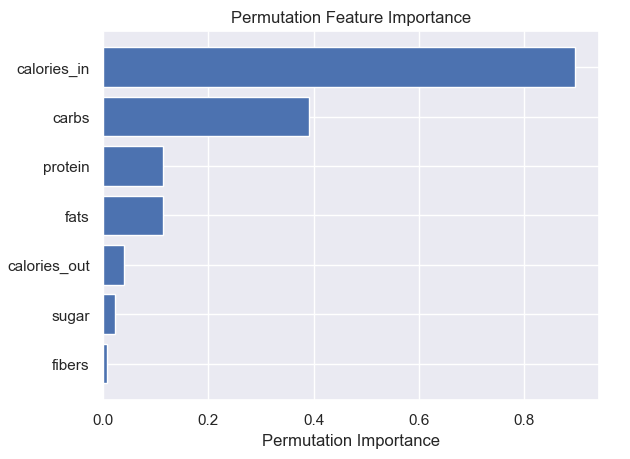 Permutation Feature Importance
calories_in
carbs
protein
fats
calories_out
sugar
fibers
0.0 0.2 0.4 0.6 0.8
Permutation Importance